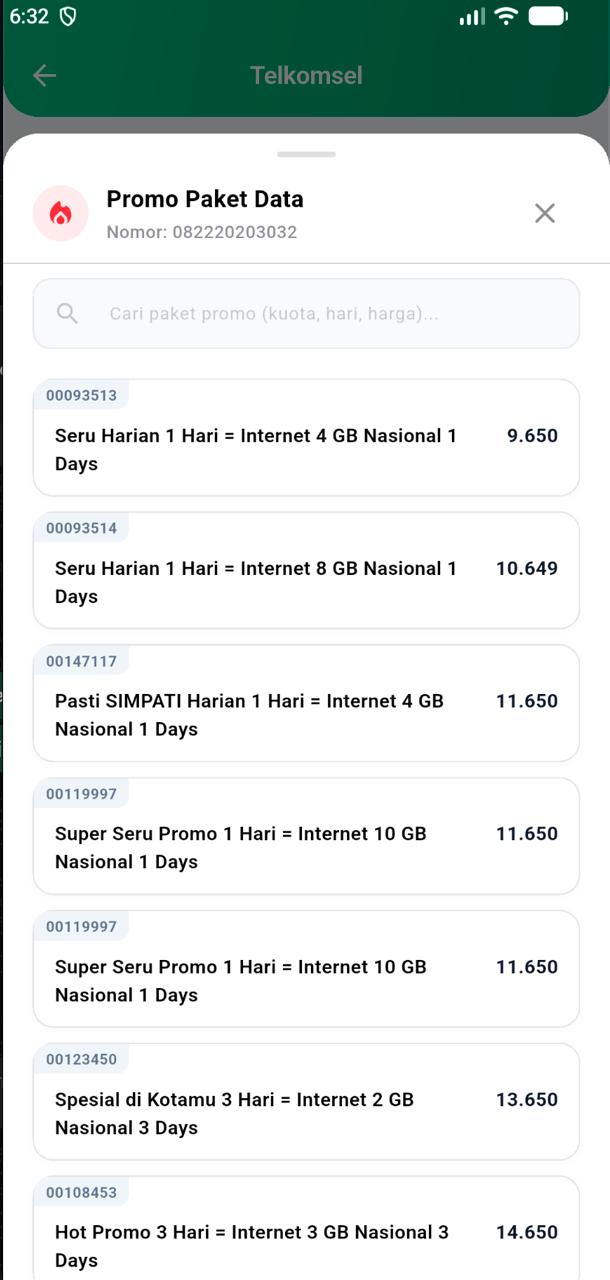 6:32
Telkomsel
Promo Paket Data
Nomor: 082220203032
Cari paket promo (kuota, hari, harga)...
00093513
Seru Harian 1 Hari = Internet 4 GB Nasional 1 9.650
Days
00093514
Seru Harian 1 Hari = Internet 8 GB Nasional 1 10.649
Days
00147117
Pasti SIMPATI Harian 1 Hari = Internet 4 GB 11.650
Nasional 1 Days
00119997
Super Seru Promo 1 Hari = Internet 10 GB 11.650
Nasional 1 Days
00119997
Super Seru Promo 1 Hari = Internet 10 GB 11.650
Nasional 1 Days
00123450
Spesial di Kotamu 3 Hari = Internet 2 GB 13.650
Nasional 3 Days
00108453
Hot Promo 3 Hari = Internet 3 GB Nasional 3 14.650
Days